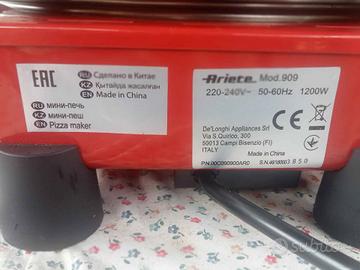 EAC
RU Сделано в Китае
KZ Қытайда жасалған
EN Made in China
RU мини-печь
KZ мини-пеш
EN Pizza maker
Ariete Mod.909
220-240V~ 50-60Hz 1200W
De'Longhi Appliances Srl
Via S.Quirico, 300
50013 Campi Bisenzio (FI)
ITALY
Made in China
subito